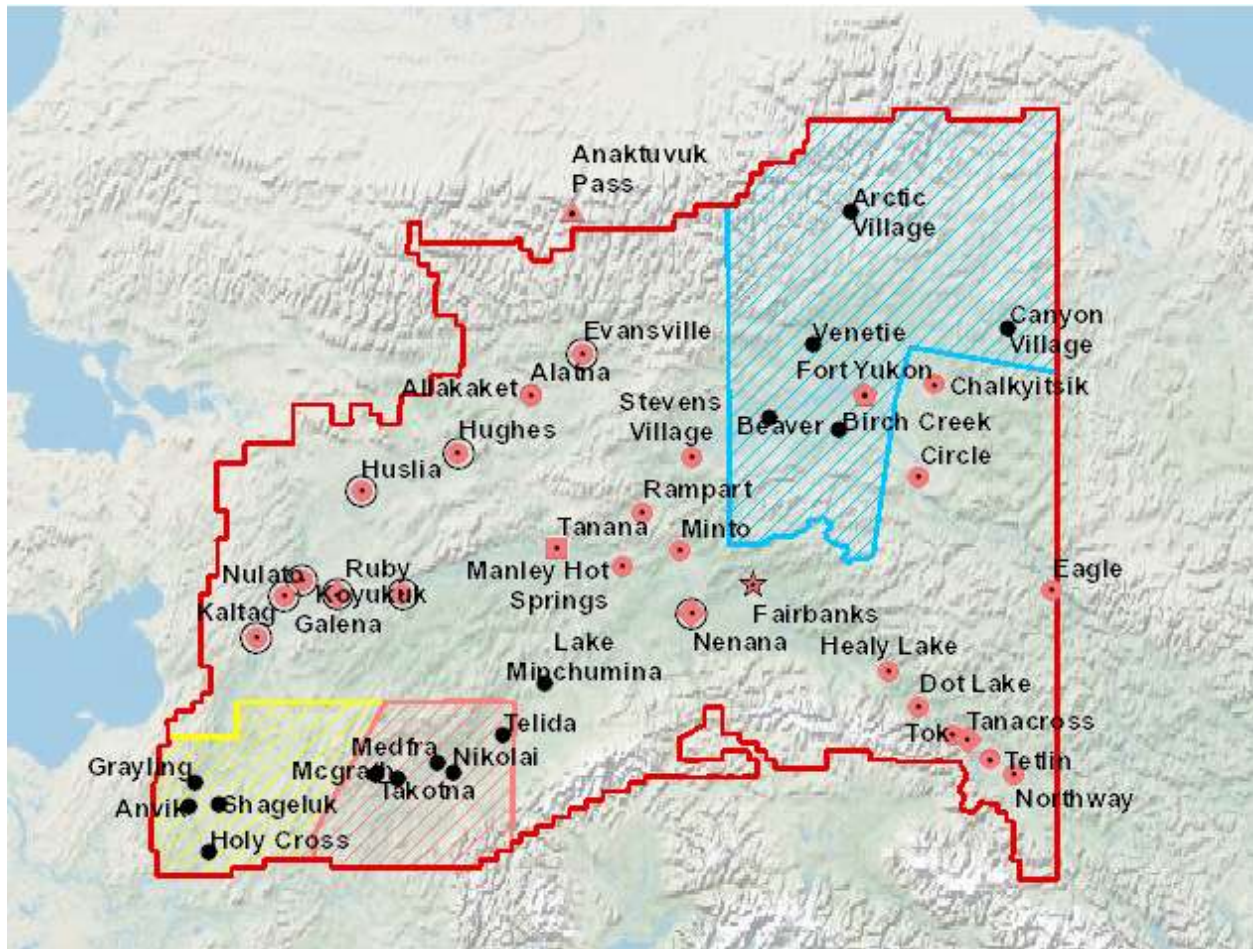 Anaktuvuk
Pass
Arctic
Village
Canyon
Village
Venetie
Evansville
Fort Yukon
Alatna
Allakaket
Chalkyitsik
Stevens
Village
Beaver
Birch Creek
Hughes
Circle
Huslia
Rampart
Tanana
Minto
Manley Hot
Springs
Ruby
Nulato
Koyukuk
Kaltag
Galena
Eagle
Fairbanks
Nenana
Lake
Minchumina
Healy Lake
Dot Lake
Telida
Tok
Tanacross
Medfra
Nikolai
Tetlin
Grayling
Mcgrath
Takotna
Northway
Anvik
Shageluk
Holy Cross